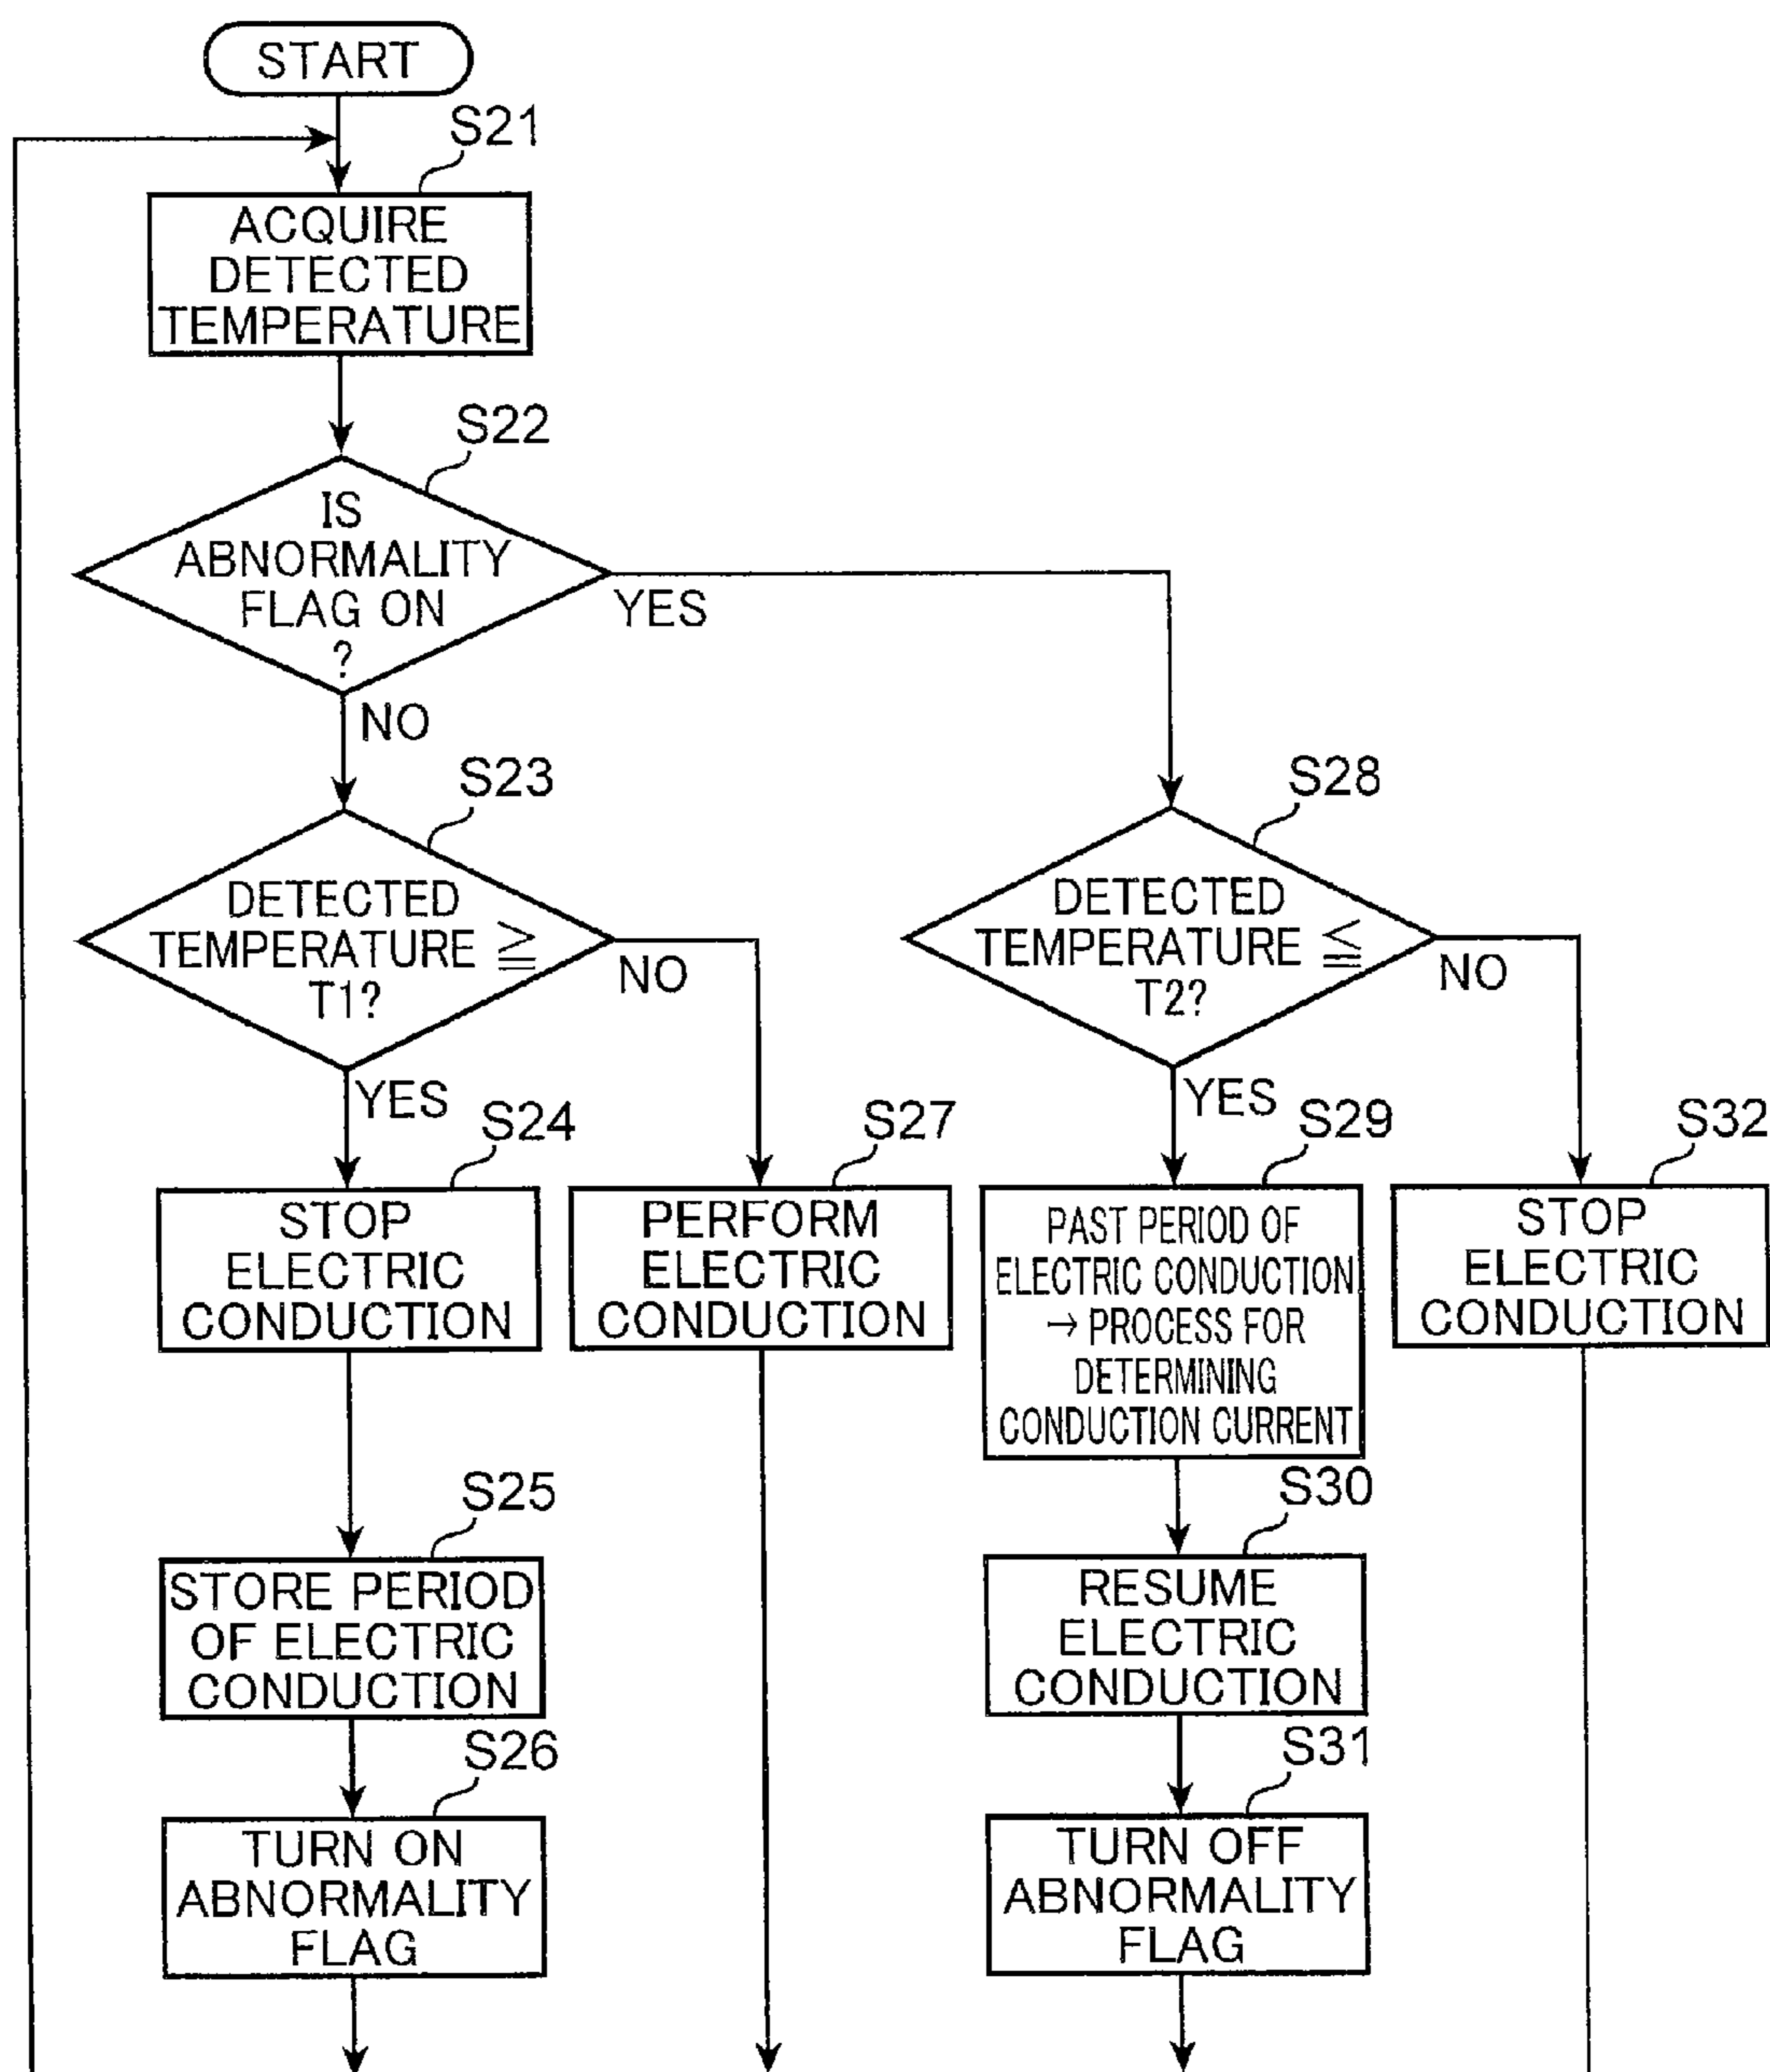 START
S21
ACQUIRE
DETECTED
TEMPERATURE
S22
IS
ABNORMALITY
FLAG ON
?
YES
NO
S23
DETECTED
TEMPERATURE ≧
T1?
NO
YES
S28
DETECTED
TEMPERATURE ≦
T2?
NO
YES
S24
STOP
ELECTRIC
CONDUCTION
S27
PERFORM
ELECTRIC
CONDUCTION
S29
PAST PERIOD OF
ELECTRIC CONDUCTION
→ PROCESS FOR
DETERMINING
CONDUCTION CURRENT
S32
STOP
ELECTRIC
CONDUCTION
S25
STORE PERIOD
OF ELECTRIC
CONDUCTION
S30
RESUME
ELECTRIC
CONDUCTION
S26
TURN ON
ABNORMALITY
FLAG
S31
TURN OFF
ABNORMALITY
FLAG